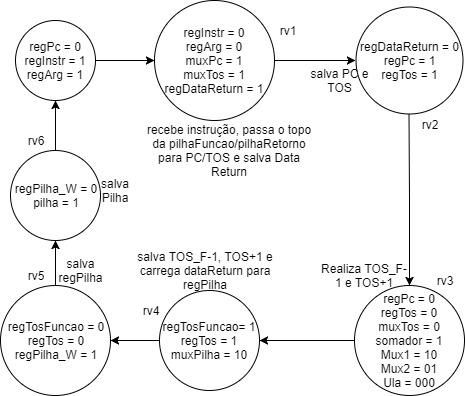 regPc = 0
regInstr = 1
regArg = 1
regInstr = 0
regArg = 0
muxPc = 1
muxTos = 1
regDataReturn = 1
rv1
recebe instrução, passa o topo
da pilhaFuncao/pilhaRetorno
para PC/TOS e salva Data
Return
salva PC e
TOS
regDataReturn = 0
regPc = 1
regTos = 1
rv2
Realiza TOS_F-
1 e TOS+1
rv3
regPc = 0
regTos = 0
muxTos = 0
somador = 1
Mux1 = 10
Mux2 = 01
Ula = 000
salva TOS_F-1, TOS+1 e
carrega dataReturn para
regPilha
rv4
regTosFuncao= 1
regTos = 1
muxPilha = 10
rv5
salva
regPilha
regTosFuncao = 0
regTos = 0
regPilha_W = 1
rv6
salva
Pilha
regPilha_W = 0
pilha = 1